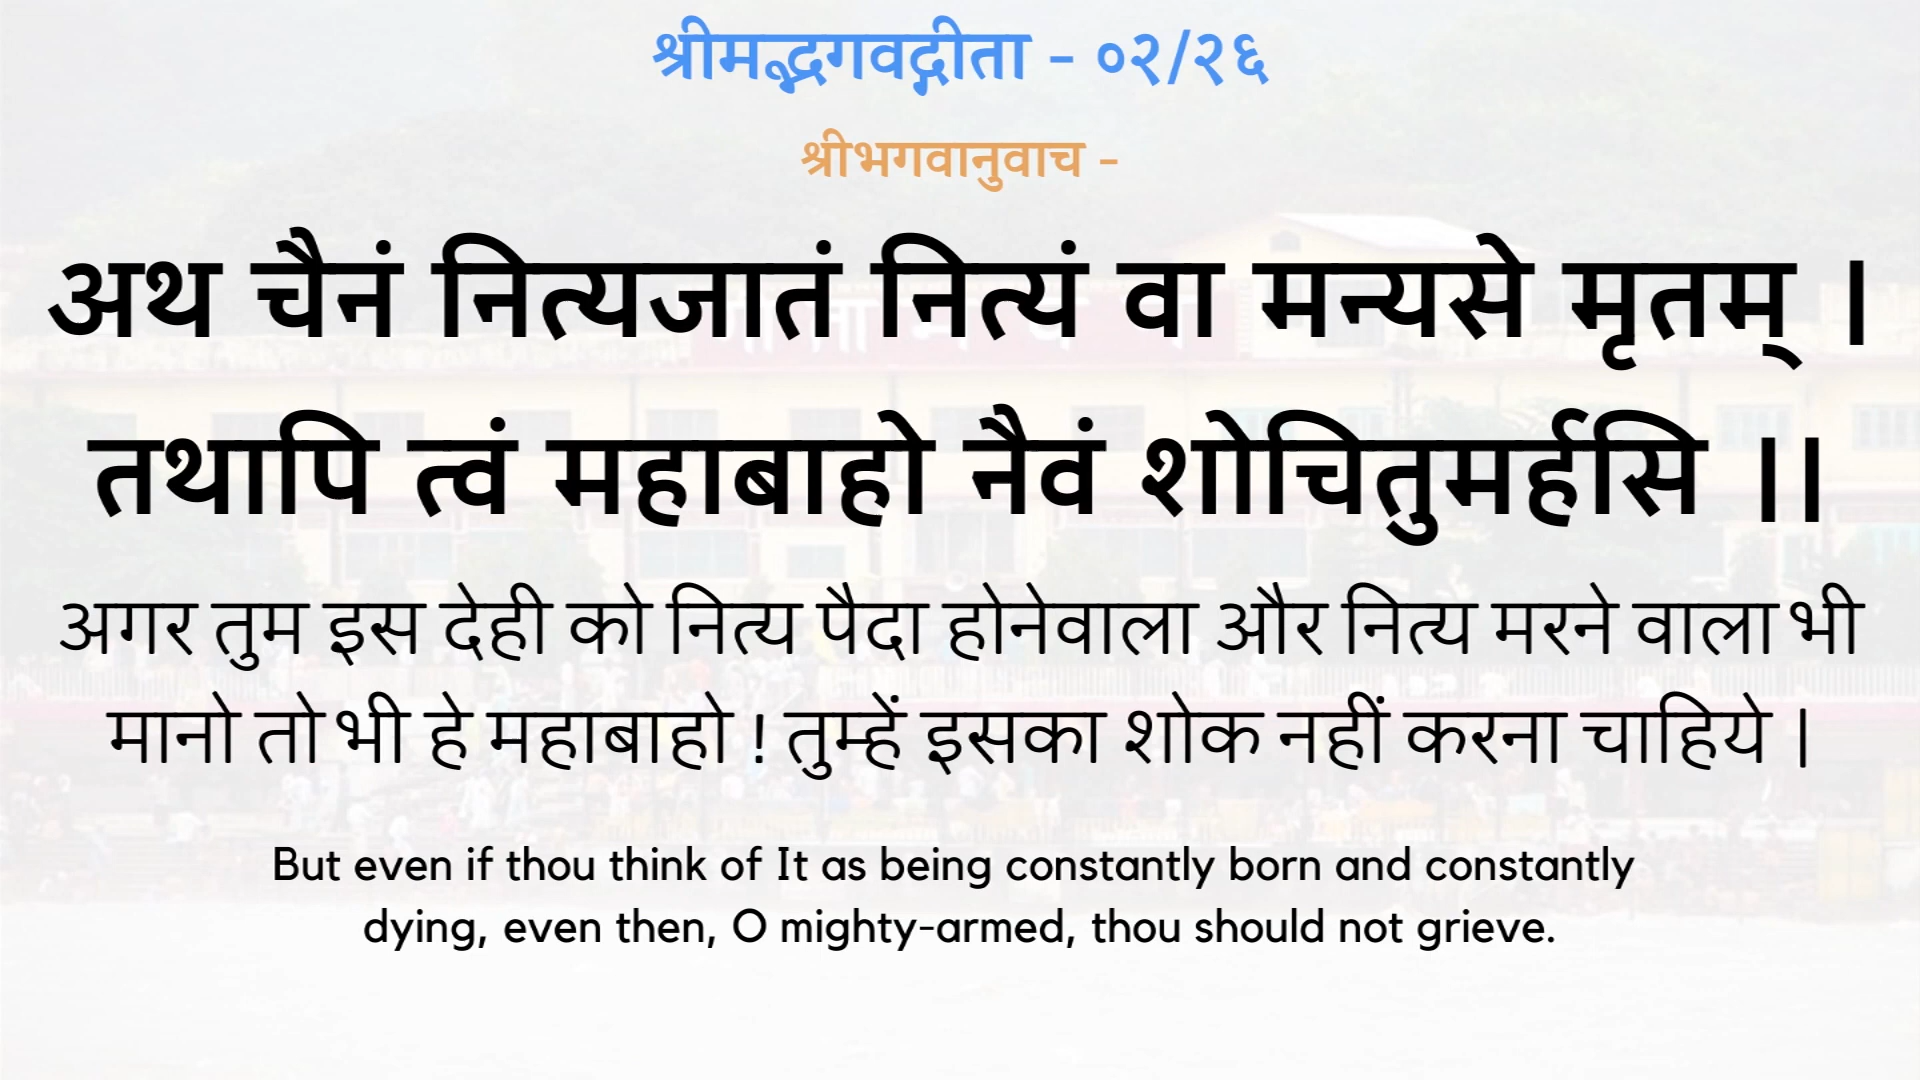 श्रीमद्भगवद्गीता - ०२/२६
श्रीभगवानुवाच -
अथ चैनं नित्यजातं नित्यं वा मन्यसे मृतम् ।
तथापि त्वं महाबाहो नैवं शोचितुमर्हसि ।।
अगर तुम इस देही को नित्य पैदा होनेवाला और नित्य मरने वाला भी
मानो तो भी हे महाबाहो ! तुम्हें इसका शोक नहीं करना चाहिये |
But even if thou think of It as being constantly born and constantly
dying, even then, O mighty-armed, thou should not grieve.